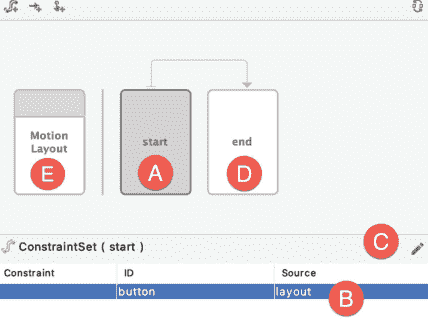 Motion
Layout
E
start
A
end
D
C
ConstraintSet ( start )
Constraint ID Source
button layout
B